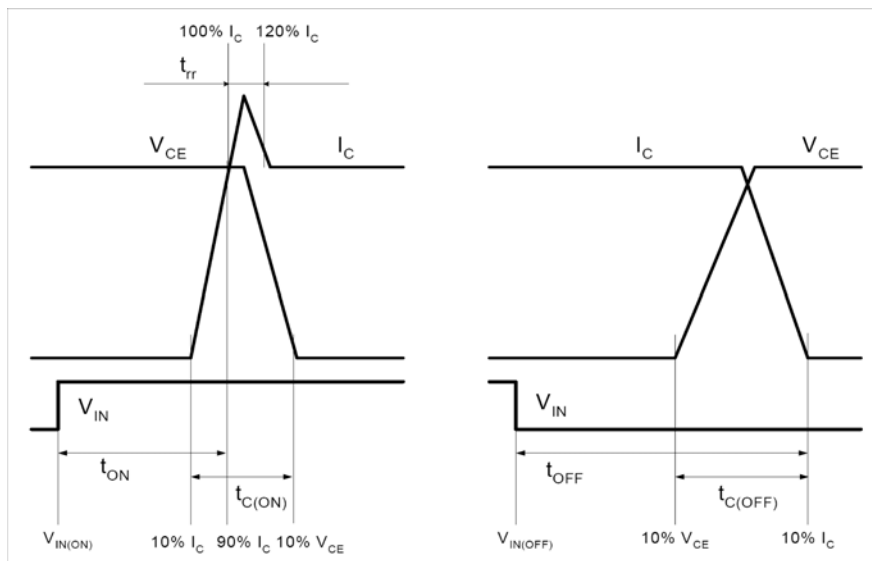 100% I_C 120% I_C
t_rr
V_CE I_C
I_C V_CE
V_IN
V_IN
t_ON
t_OFF
t_C(ON)
t_C(OFF)
V_IN(ON) 10% I_C 90% I_C 10% V_CE
V_IN(OFF) 10% V_CE 10% I_C